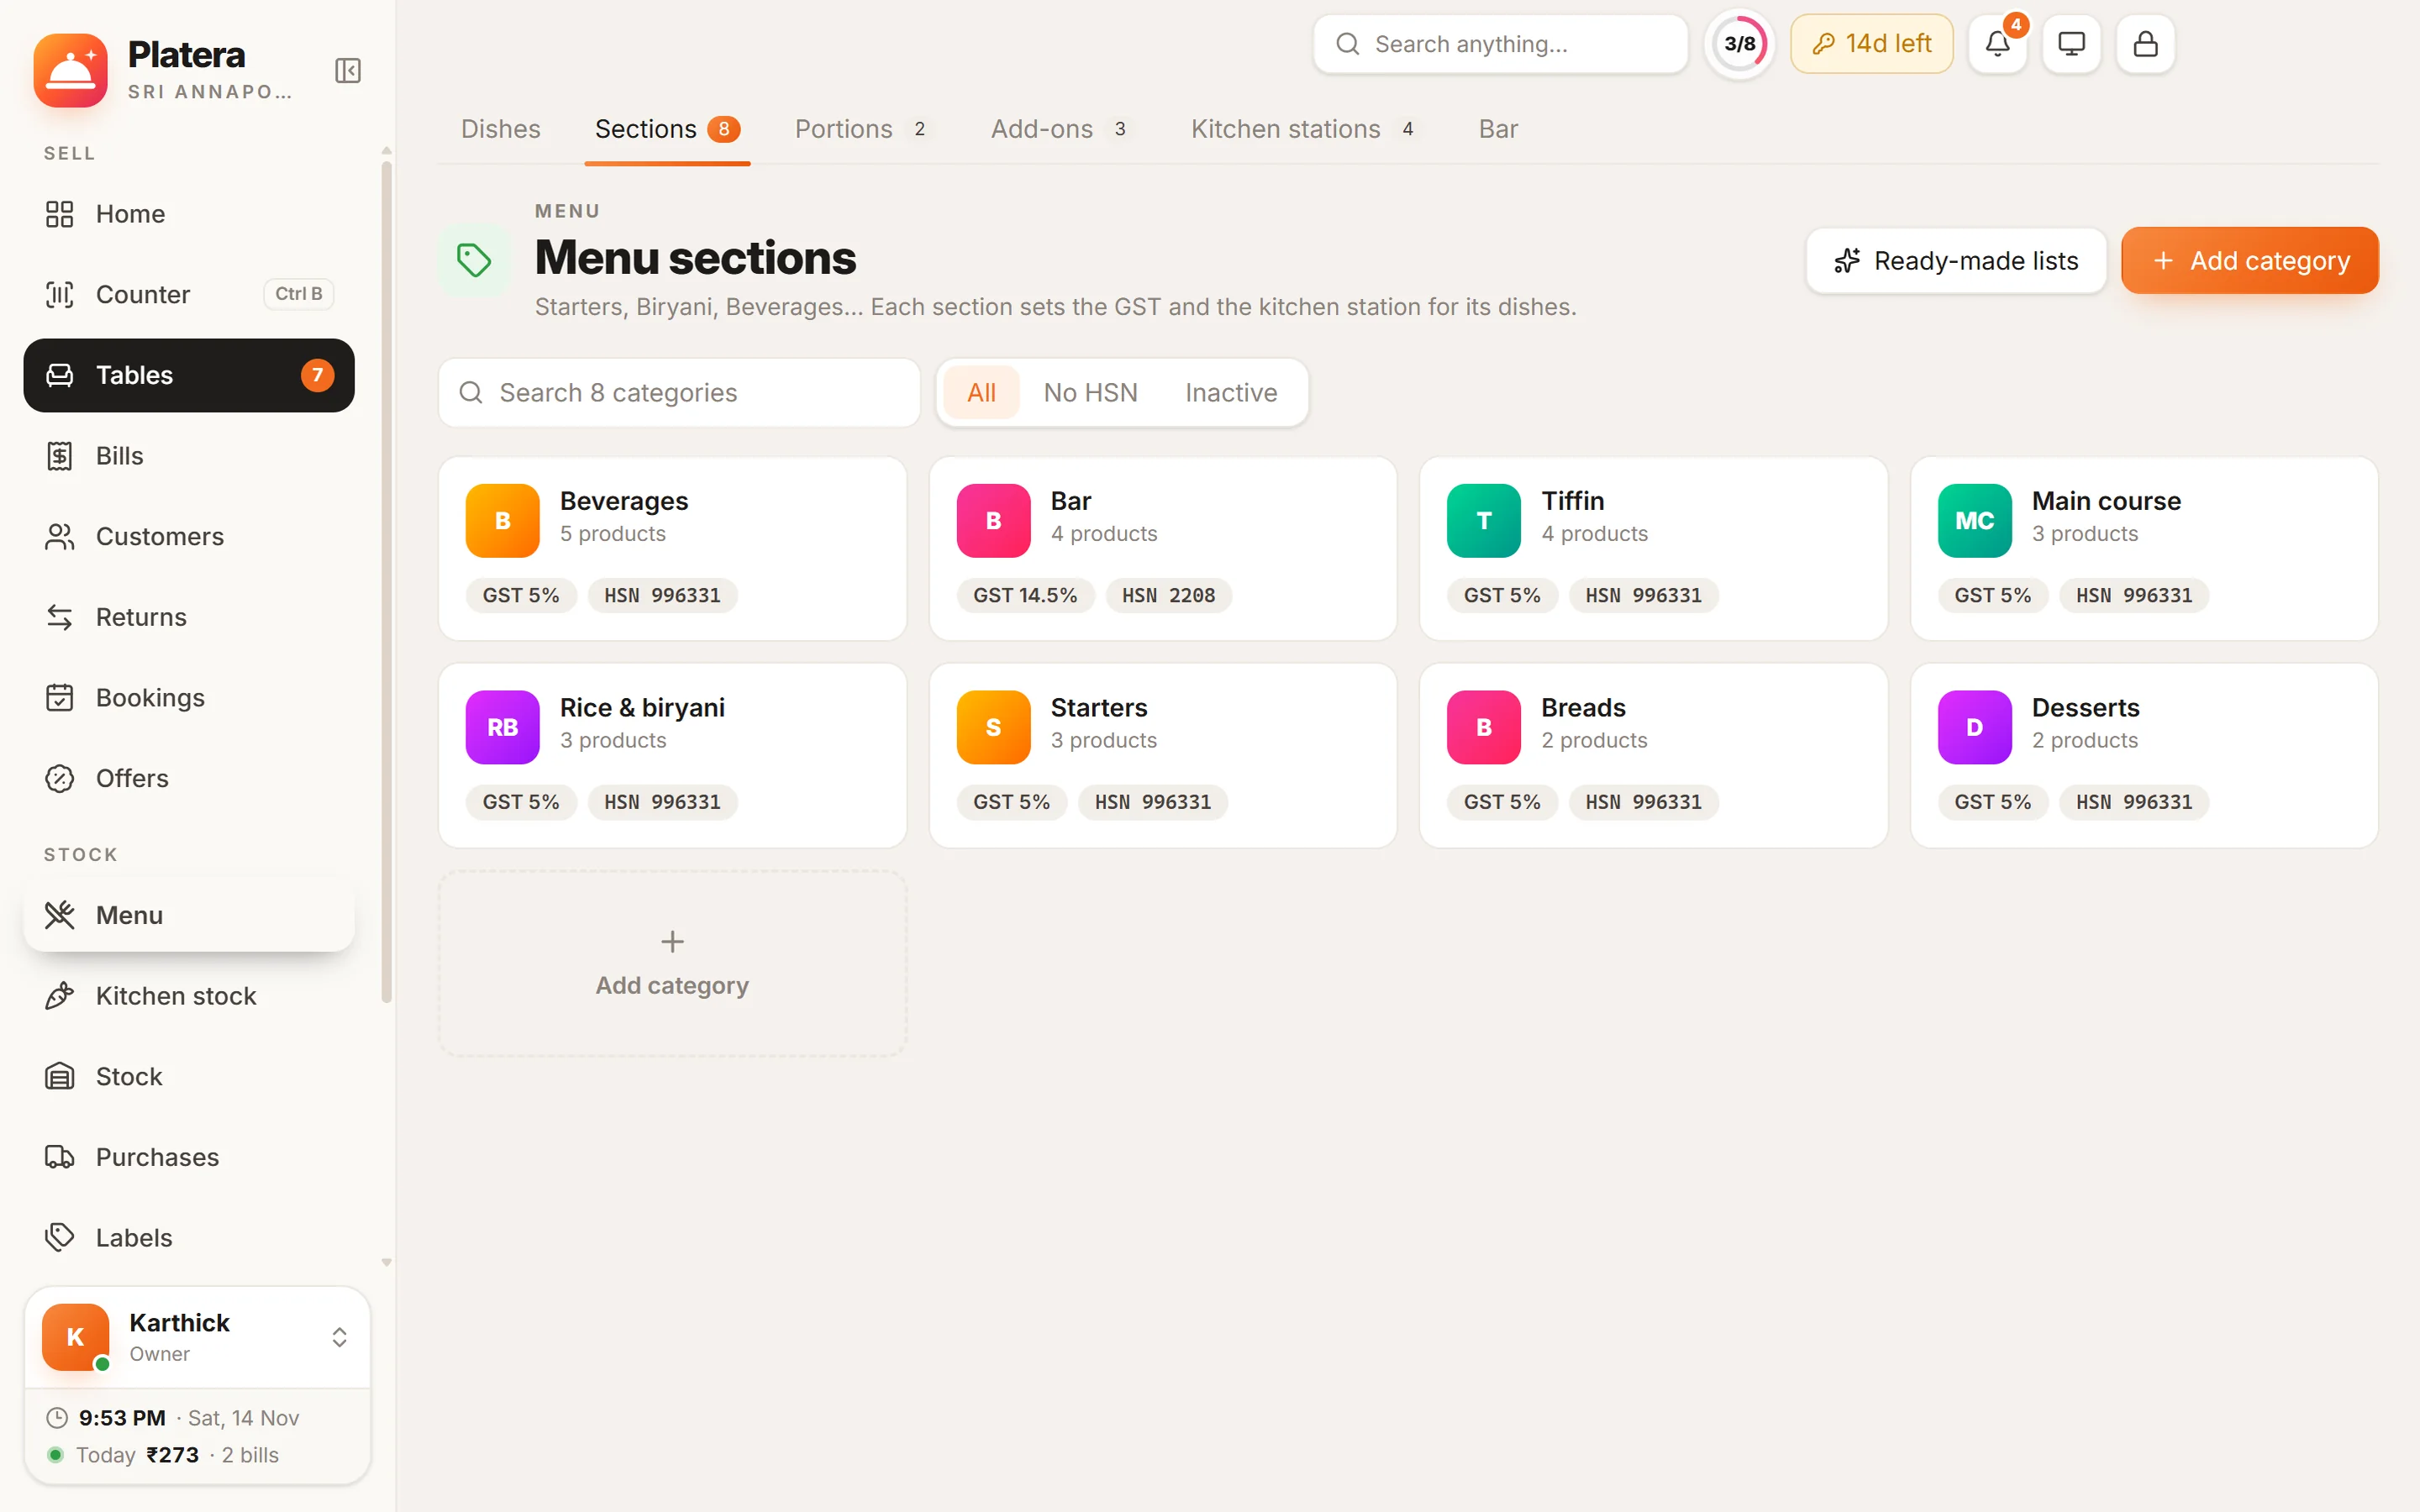 Platera
SRI ANNAPO...
SELL
Home
Counter Ctrl B
Tables 7
Bills
Customers
Returns
Bookings
Offers
STOCK
Menu
Kitchen stock
Stock
Purchases
Labels
K Karthick
Owner
9:53 PM · Sat, 14 Nov
Today ₹273 · 2 bills
Search anything... 3/8 14d left 4
Dishes Sections 8 Portions 2 Add-ons 3 Kitchen stations 4 Bar
MENU
Menu sections
Starters, Biryani, Beverages... Each section sets the GST and the kitchen station for its dishes.
Ready-made lists + Add category
Search 8 categories All No HSN Inactive
B Beverages
5 products
GST 5% HSN 996331
B Bar
4 products
GST 14.5% HSN 2208
T Tiffin
4 products
GST 5% HSN 996331
MC Main course
3 products
GST 5% HSN 996331
RB Rice & biryani
3 products
GST 5% HSN 996331
S Starters
3 products
GST 5% HSN 996331
B Breads
2 products
GST 5% HSN 996331
D Desserts
2 products
GST 5% HSN 996331
+
Add category